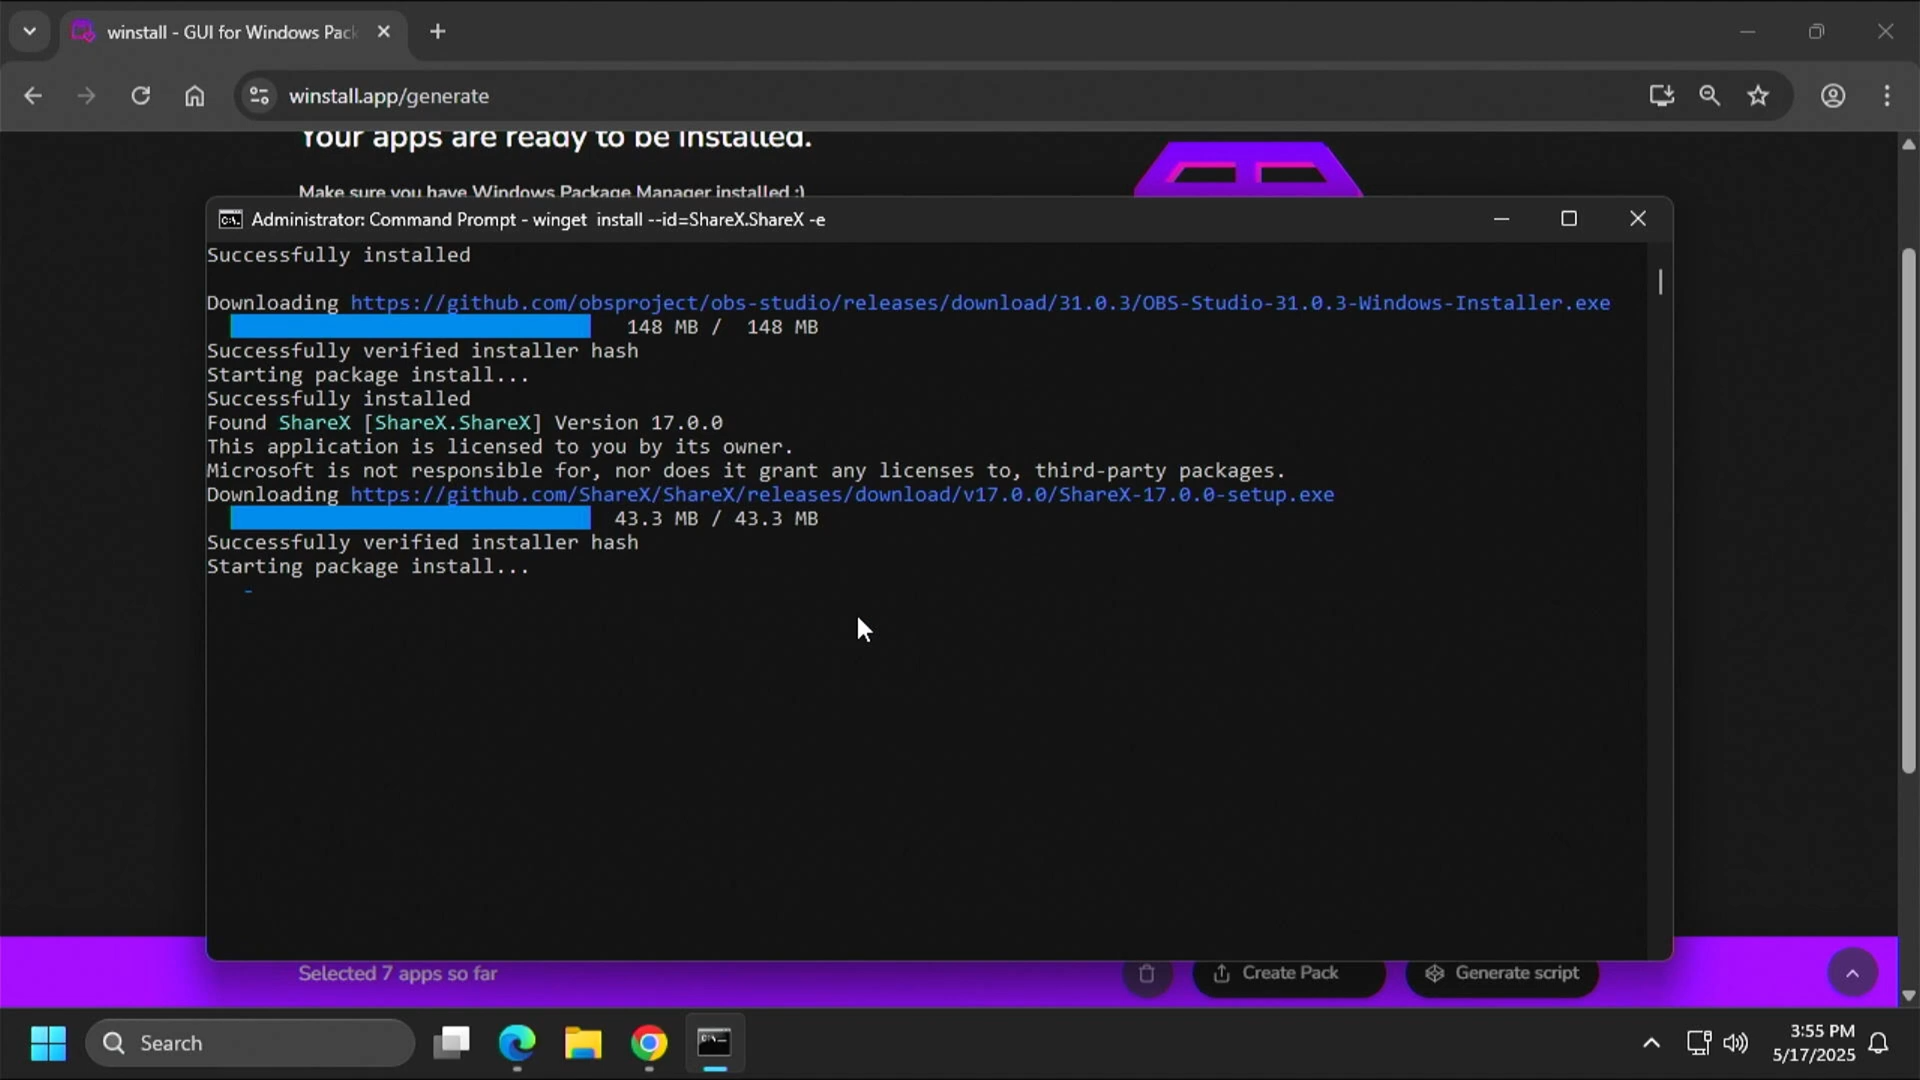 winstall - GUI for Windows Pack
winstall.app/generate
Your apps are ready to be installed.
Make sure you have Windows Package Manager installed :)
Administrator: Command Prompt - winget  install --id=ShareX.ShareX -e
Successfully installed
Downloading https://github.com/obsproject/obs-studio/releases/download/31.0.3/OBS-Studio-31.0.3-Windows-Installer.exe
148 MB /  148 MB
Successfully verified installer hash
Starting package install...
Successfully installed
Found ShareX [ShareX.ShareX] Version 17.0.0
This application is licensed to you by its owner.
Microsoft is not responsible for, nor does it grant any licenses to, third-party packages.
Downloading https://github.com/ShareX/ShareX/releases/download/v17.0.0/ShareX-17.0.0-setup.exe
43.3 MB / 43.3 MB
Successfully verified installer hash
Starting package install...
-
Selected 7 apps so far
Create Pack
Generate script
Search
3:55 PM
5/17/2025